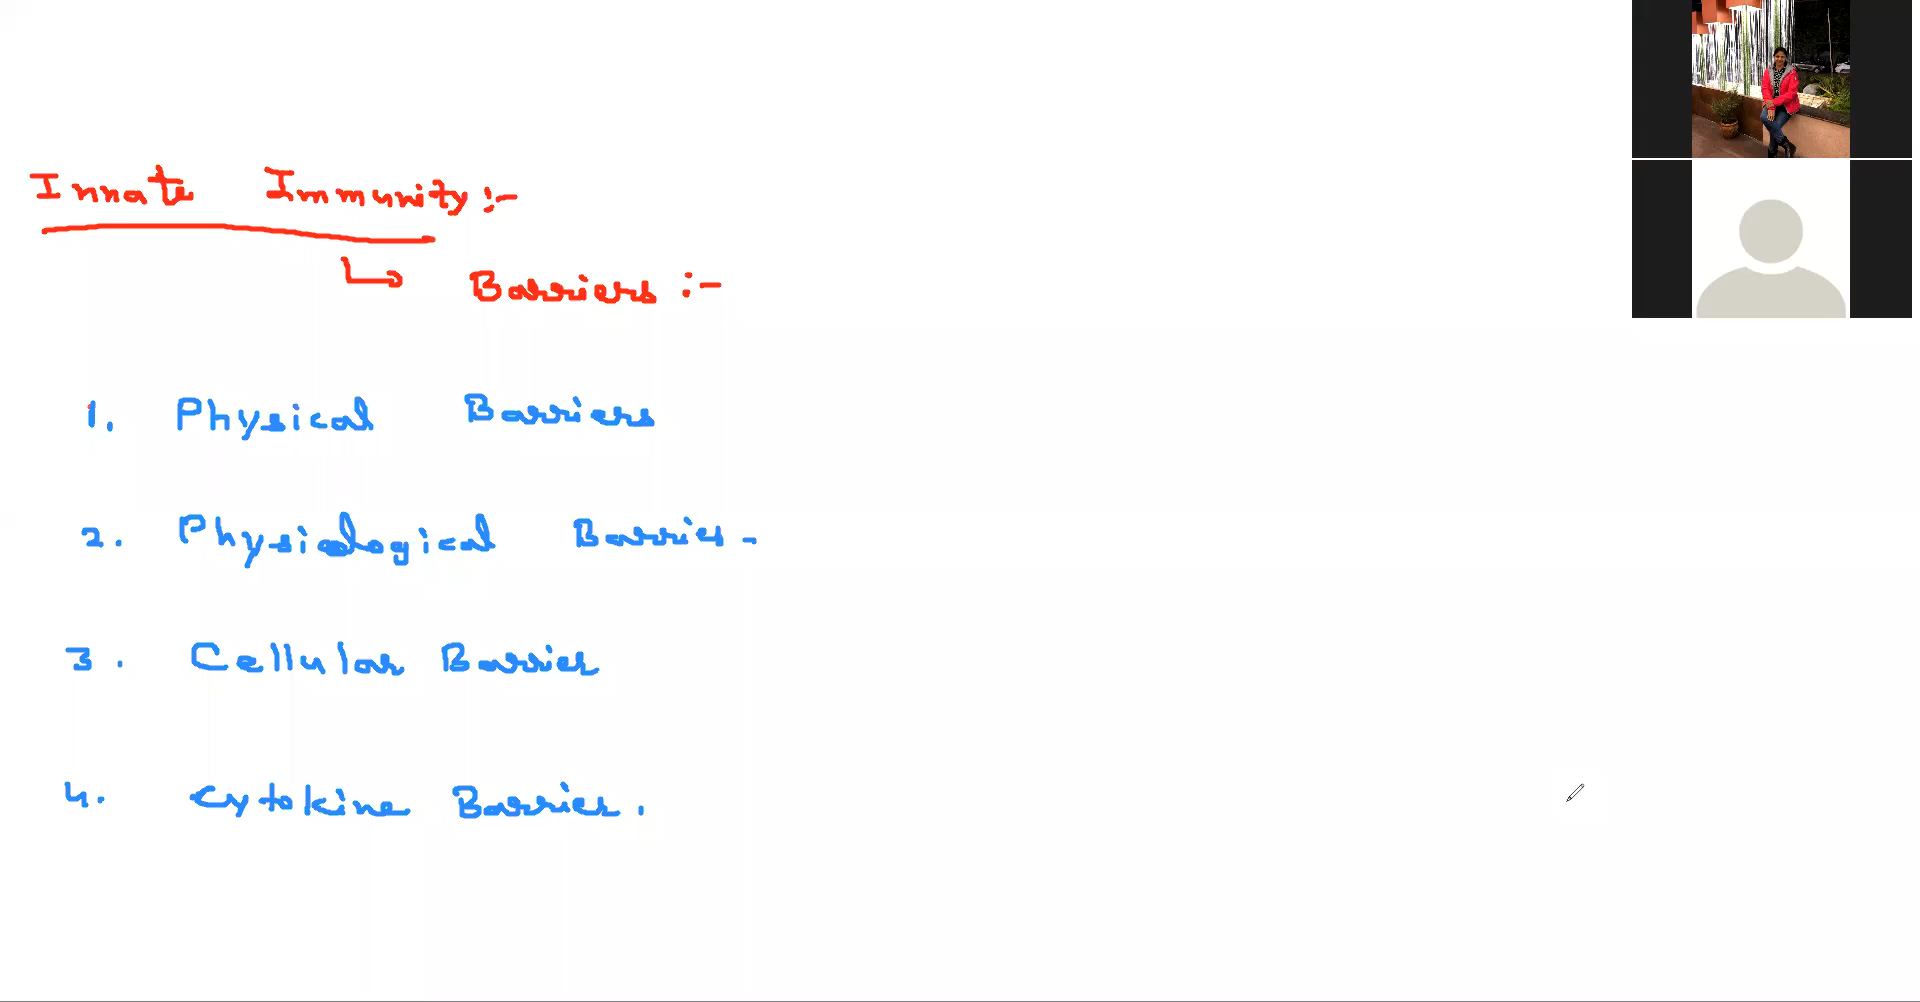 Innate Immunity :-
↳ Barriers :-
1. Physical Barriers
2. Physiological Barrier -
3. Cellular Barrier
4. Cytokine Barrier.